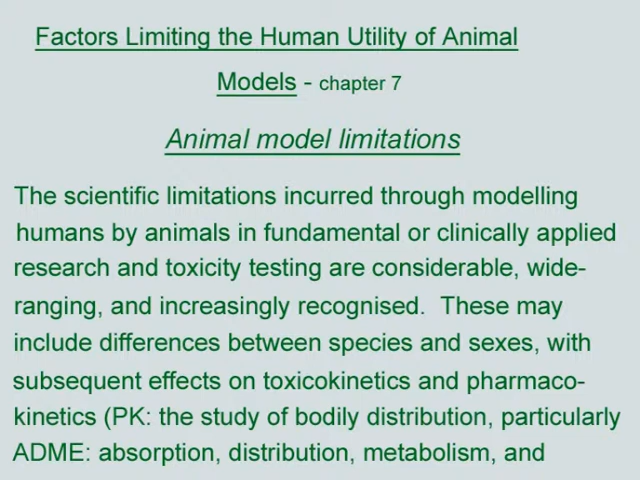 Factors Limiting the Human Utility of Animal
Models - chapter 7
Animal model limitations
The scientific limitations incurred through modelling
humans by animals in fundamental or clinically applied
research and toxicity testing are considerable, wide-
ranging, and increasingly recognised.  These may
include differences between species and sexes, with
subsequent effects on toxicokinetics and pharmaco-
kinetics (PK: the study of bodily distribution, particularly
ADME: absorption, distribution, metabolism, and